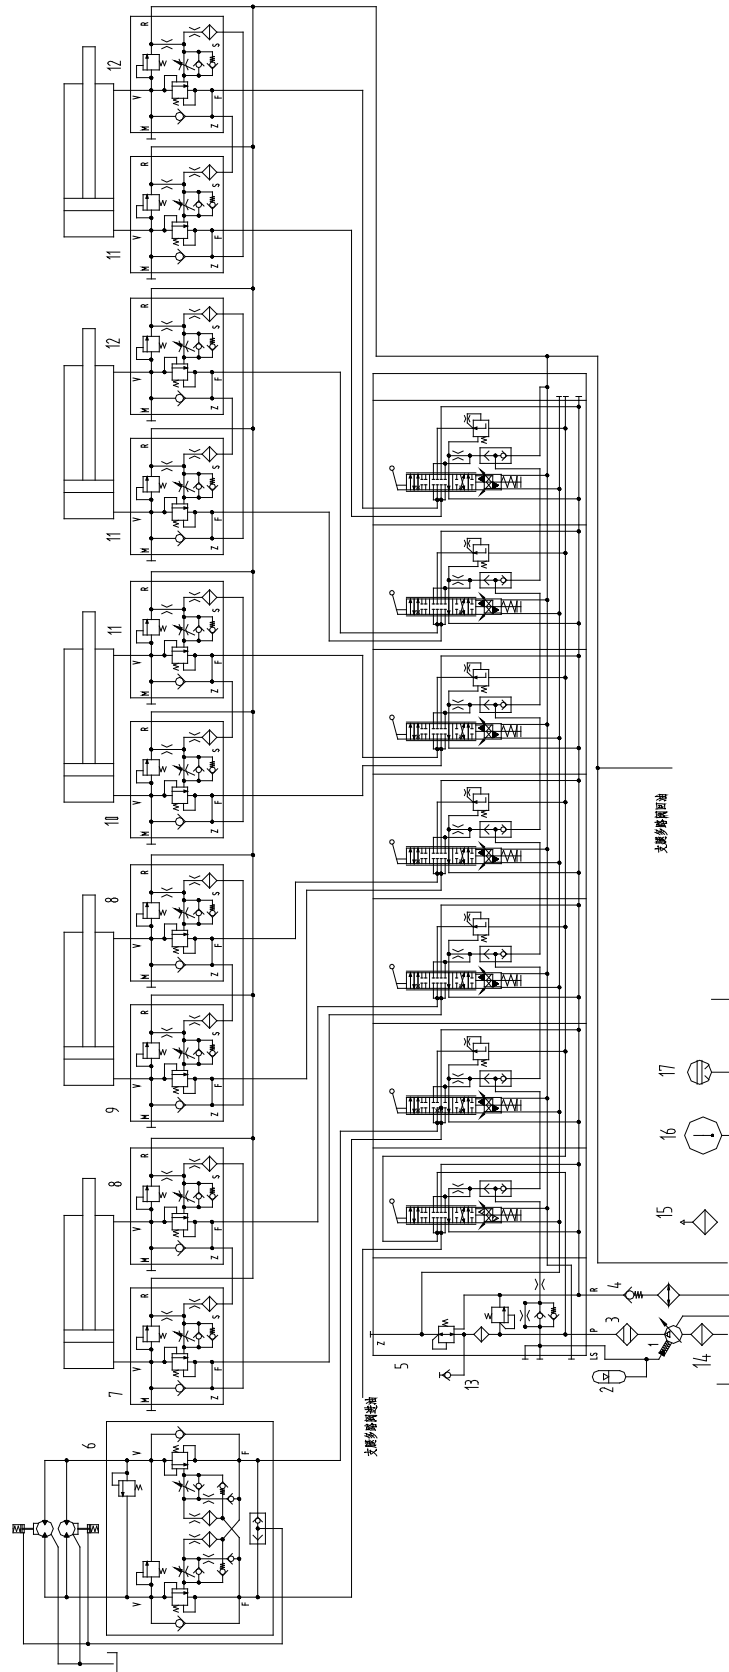 R
S
12
V
F
M
Z
R
S
11
V
F
M
Z
R
S
12
V
F
M
Z
R
S
11
V
F
M
Z
R
S
11
V
F
M
Z
R
S
10
V
F
M
Z
R
S
8
V
F
M
Z
R
S
9
V
F
M
Z
R
S
8
V
F
M
Z
R
S
7
V
F
M
Z
6
V
F
V
F
支腿多路阀进油
支腿多路阀回油
Z
5
13
P
R
LS
4
3
1
2
14
15
16
17